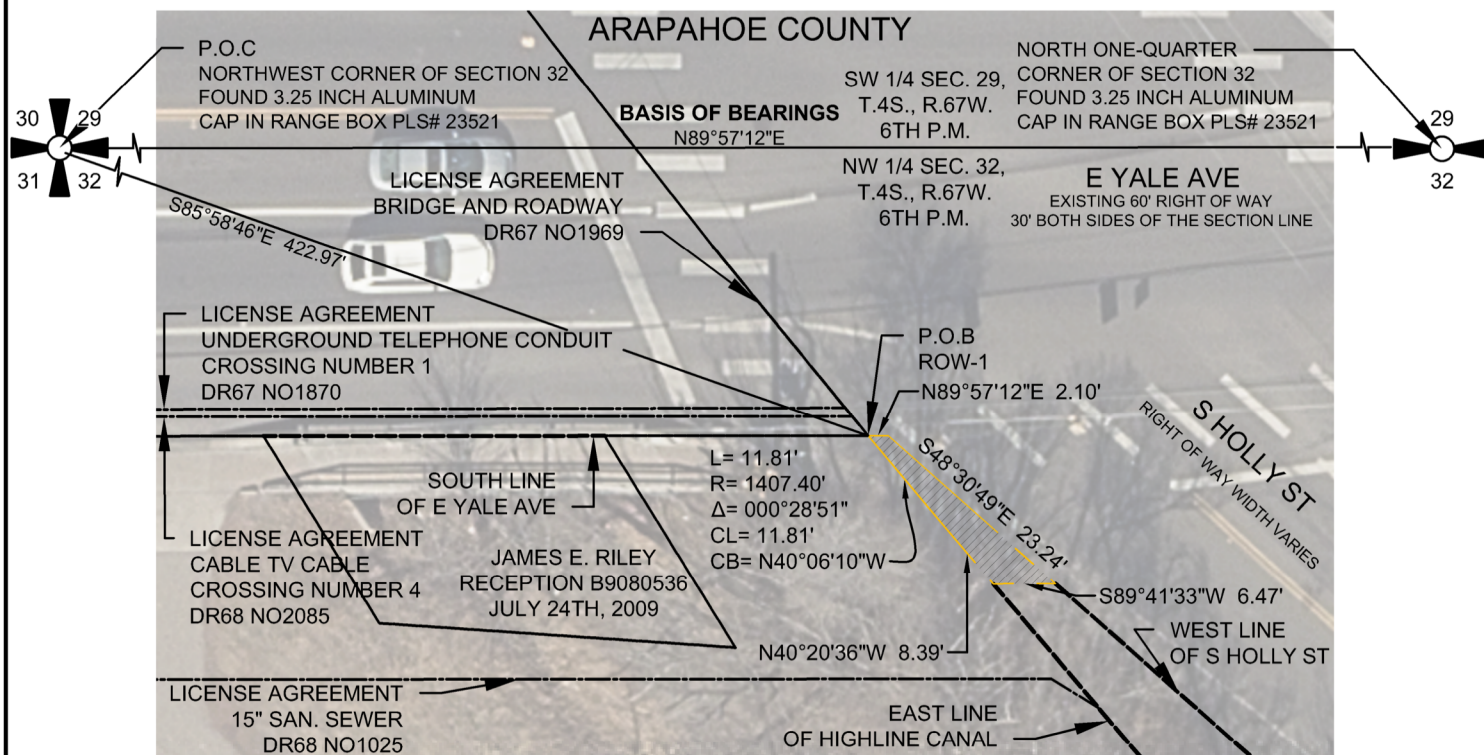 ARAPAHOE COUNTY
P.O.C
NORTHWEST CORNER OF SECTION 32
FOUND 3.25 INCH ALUMINUM
CAP IN RANGE BOX PLS# 23521
30 29
31 32
BASIS OF BEARINGS
N89°57'12"E
SW 1/4 SEC. 29,
T.4S., R.67W.
6TH P.M.
NORTH ONE-QUARTER
CORNER OF SECTION 32
FOUND 3.25 INCH ALUMINUM
CAP IN RANGE BOX PLS# 23521
29
32
NW 1/4 SEC. 32,
T.4S., R.67W.
6TH P.M.
E YALE AVE
EXISTING 60' RIGHT OF WAY
30' BOTH SIDES OF THE SECTION LINE
LICENSE AGREEMENT
BRIDGE AND ROADWAY
DR67 NO1969
S85°58'46"E 422.97'
LICENSE AGREEMENT
UNDERGROUND TELEPHONE CONDUIT
CROSSING NUMBER 1
DR67 NO1870
P.O.B
ROW-1
N89°57'12"E 2.10'
S HOLLY ST
RIGHT OF WAY WIDTH VARIES
S48°30'49"E 23.24'
L= 11.81'
R= 1407.40'
Δ= 000°28'51"
CL= 11.81'
CB= N40°06'10"W
SOUTH LINE
OF E YALE AVE
LICENSE AGREEMENT
CABLE TV CABLE
CROSSING NUMBER 4
DR68 NO2085
JAMES E. RILEY
RECEPTION B9080536
JULY 24TH, 2009
S89°41'33"W 6.47'
N40°20'36"W 8.39'
WEST LINE
OF S HOLLY ST
LICENSE AGREEMENT
15" SAN. SEWER
DR68 NO1025
EAST LINE
OF HIGHLINE CANAL